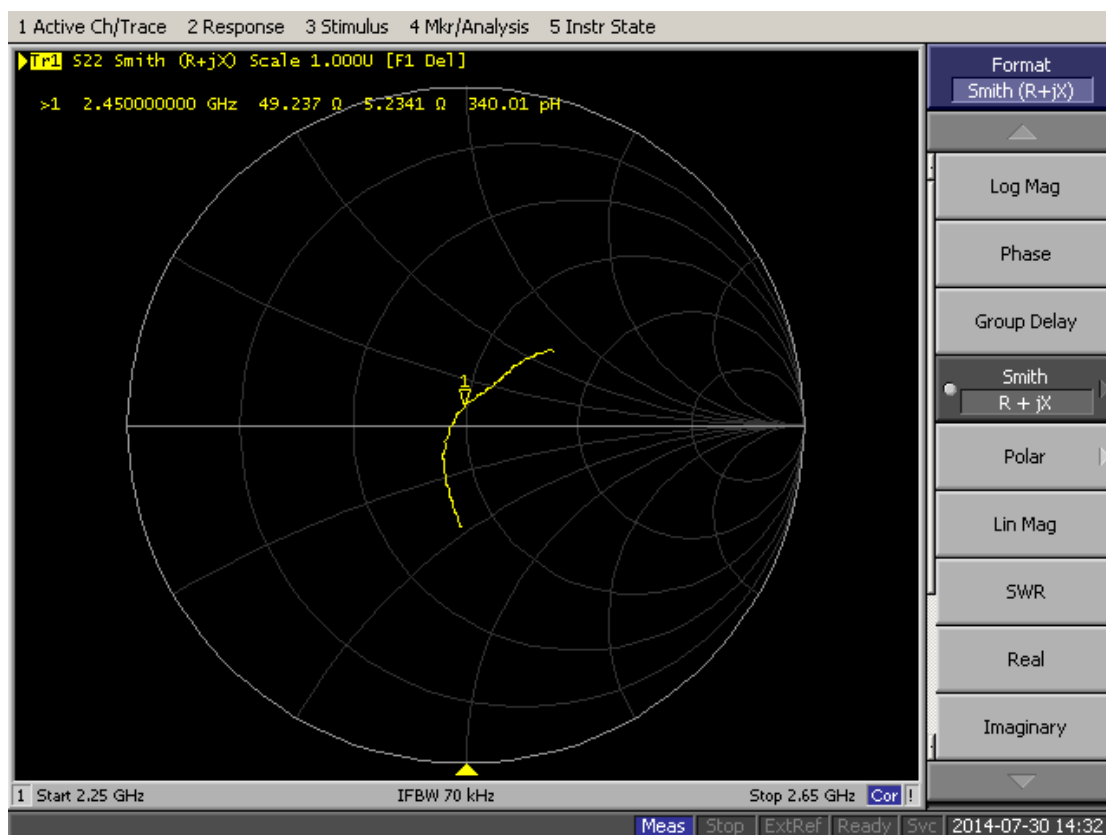 1 Active Ch/Trace 2 Response 3 Stimulus 4 Mkr/Analysis 5 Instr State
Tr1 S22 Smith (R+jX) Scale 1.000U [F1 Del]
>1 2.450000000 GHz 49.237 Ω 5.2341 Ω 340.01 pH
1
Format
Smith (R+jX)
Log Mag
Phase
Group Delay
Smith
R + jX
Polar
Lin Mag
SWR
Real
Imaginary
1 Start 2.25 GHz IFBW 70 kHz Stop 2.65 GHz Cor !
Meas Stop ExtRef Ready Svc 2014-07-30 14:32